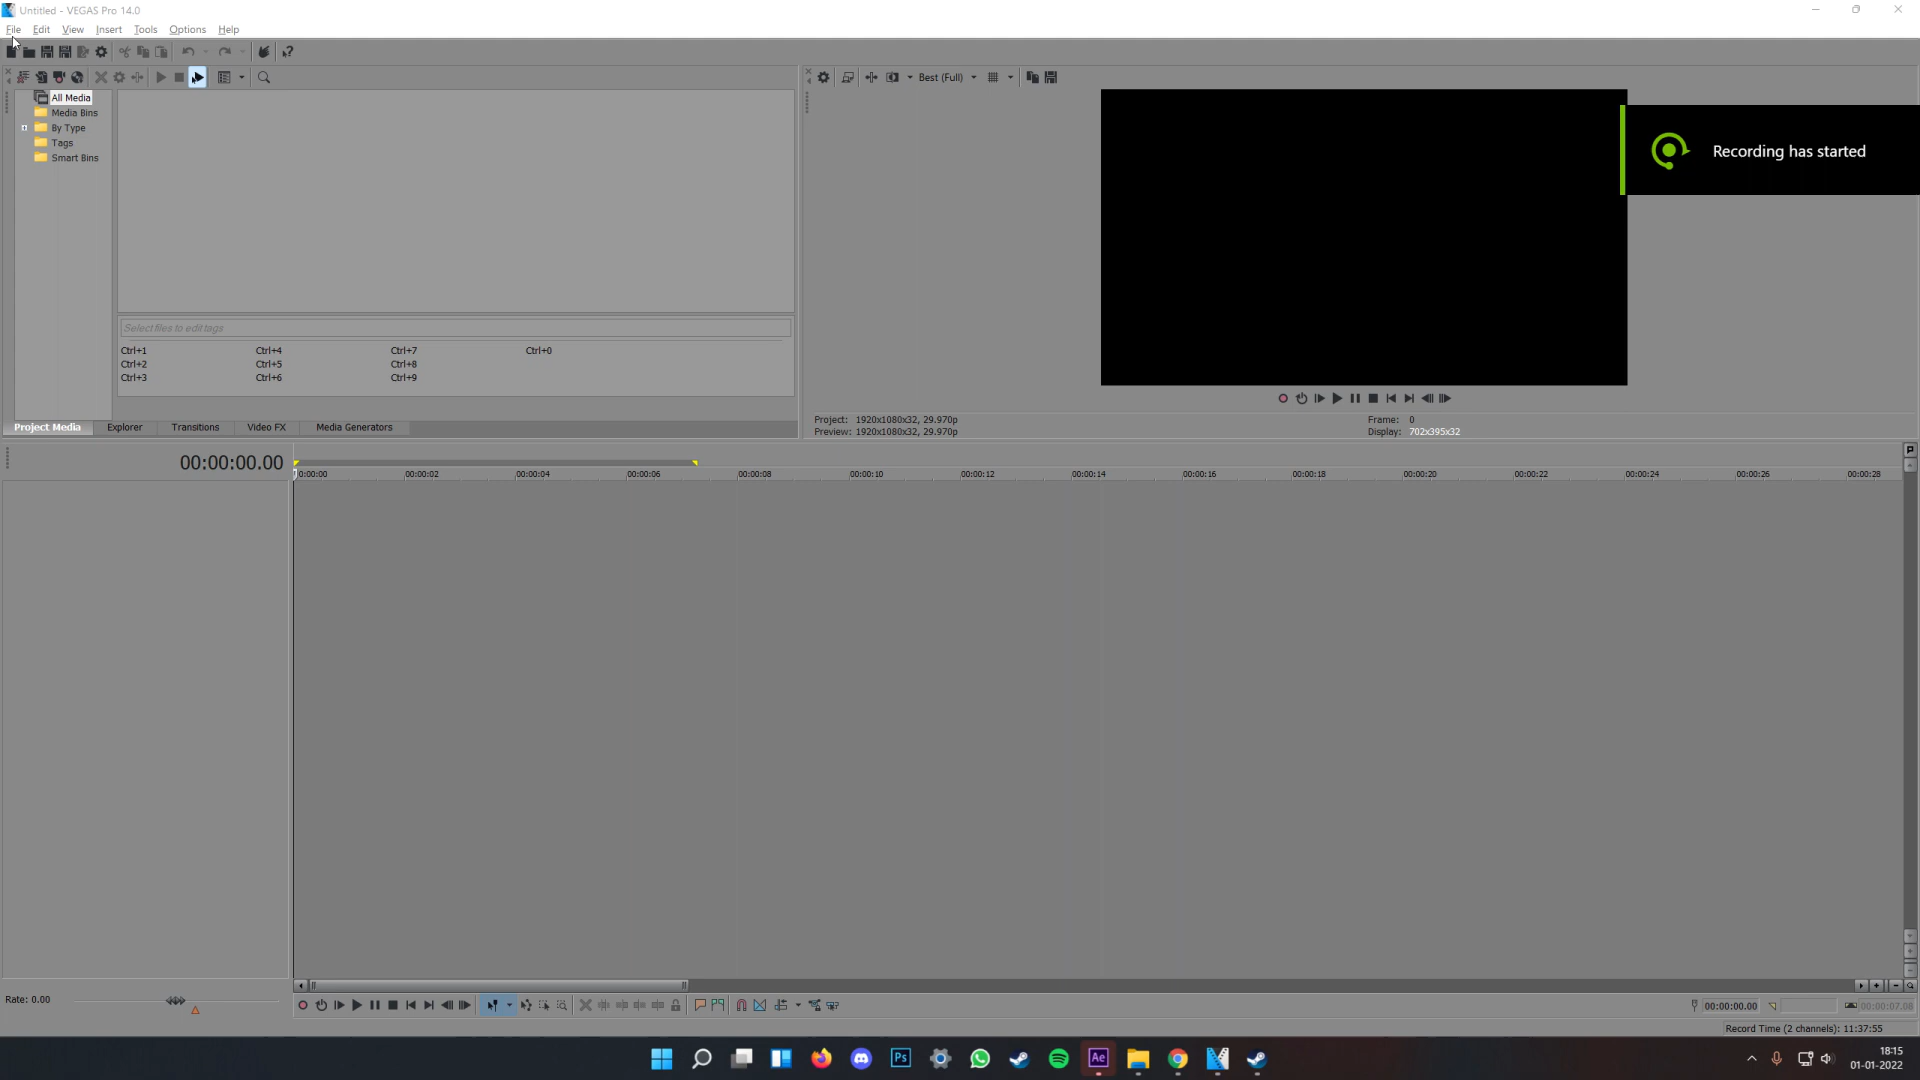 Untitled - VEGAS Pro 14.0
File Edit View Insert Tools Options Help
Best (Full)
All Media
Media Bins
By Type
Tags
Smart Bins
Recording has started
Select files to edit tags
Ctrl+1 Ctrl+4 Ctrl+7 Ctrl+0
Ctrl+2 Ctrl+5 Ctrl+8
Ctrl+3 Ctrl+6 Ctrl+9
Project: 1920x1080x32, 29.970p Frame: 0
Preview: 1920x1080x32, 29.970p Display: 702x395x32
Project Media Explorer Transitions Video FX Media Generators
00:00:00.00
0:00:00 00:00:02 00:00:04 00:00:06 00:00:08 00:00:10 00:00:12 00:00:14 00:00:16 00:00:18 00:00:20 00:00:22 00:00:24 00:00:26 00:00:28
Rate: 0.00
00:00:00.00 00:00:07.08
Record Time (2 channels): 11:37:55
Ps Ae
18:15
01-01-2022